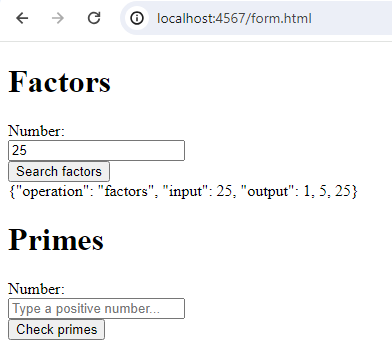 localhost:4567/form.html
Factors
Number:
25
Search factors
{"operation": "factors", "input": 25, "output": 1, 5, 25}
Primes
Number:
Type a positive number...
Check primes